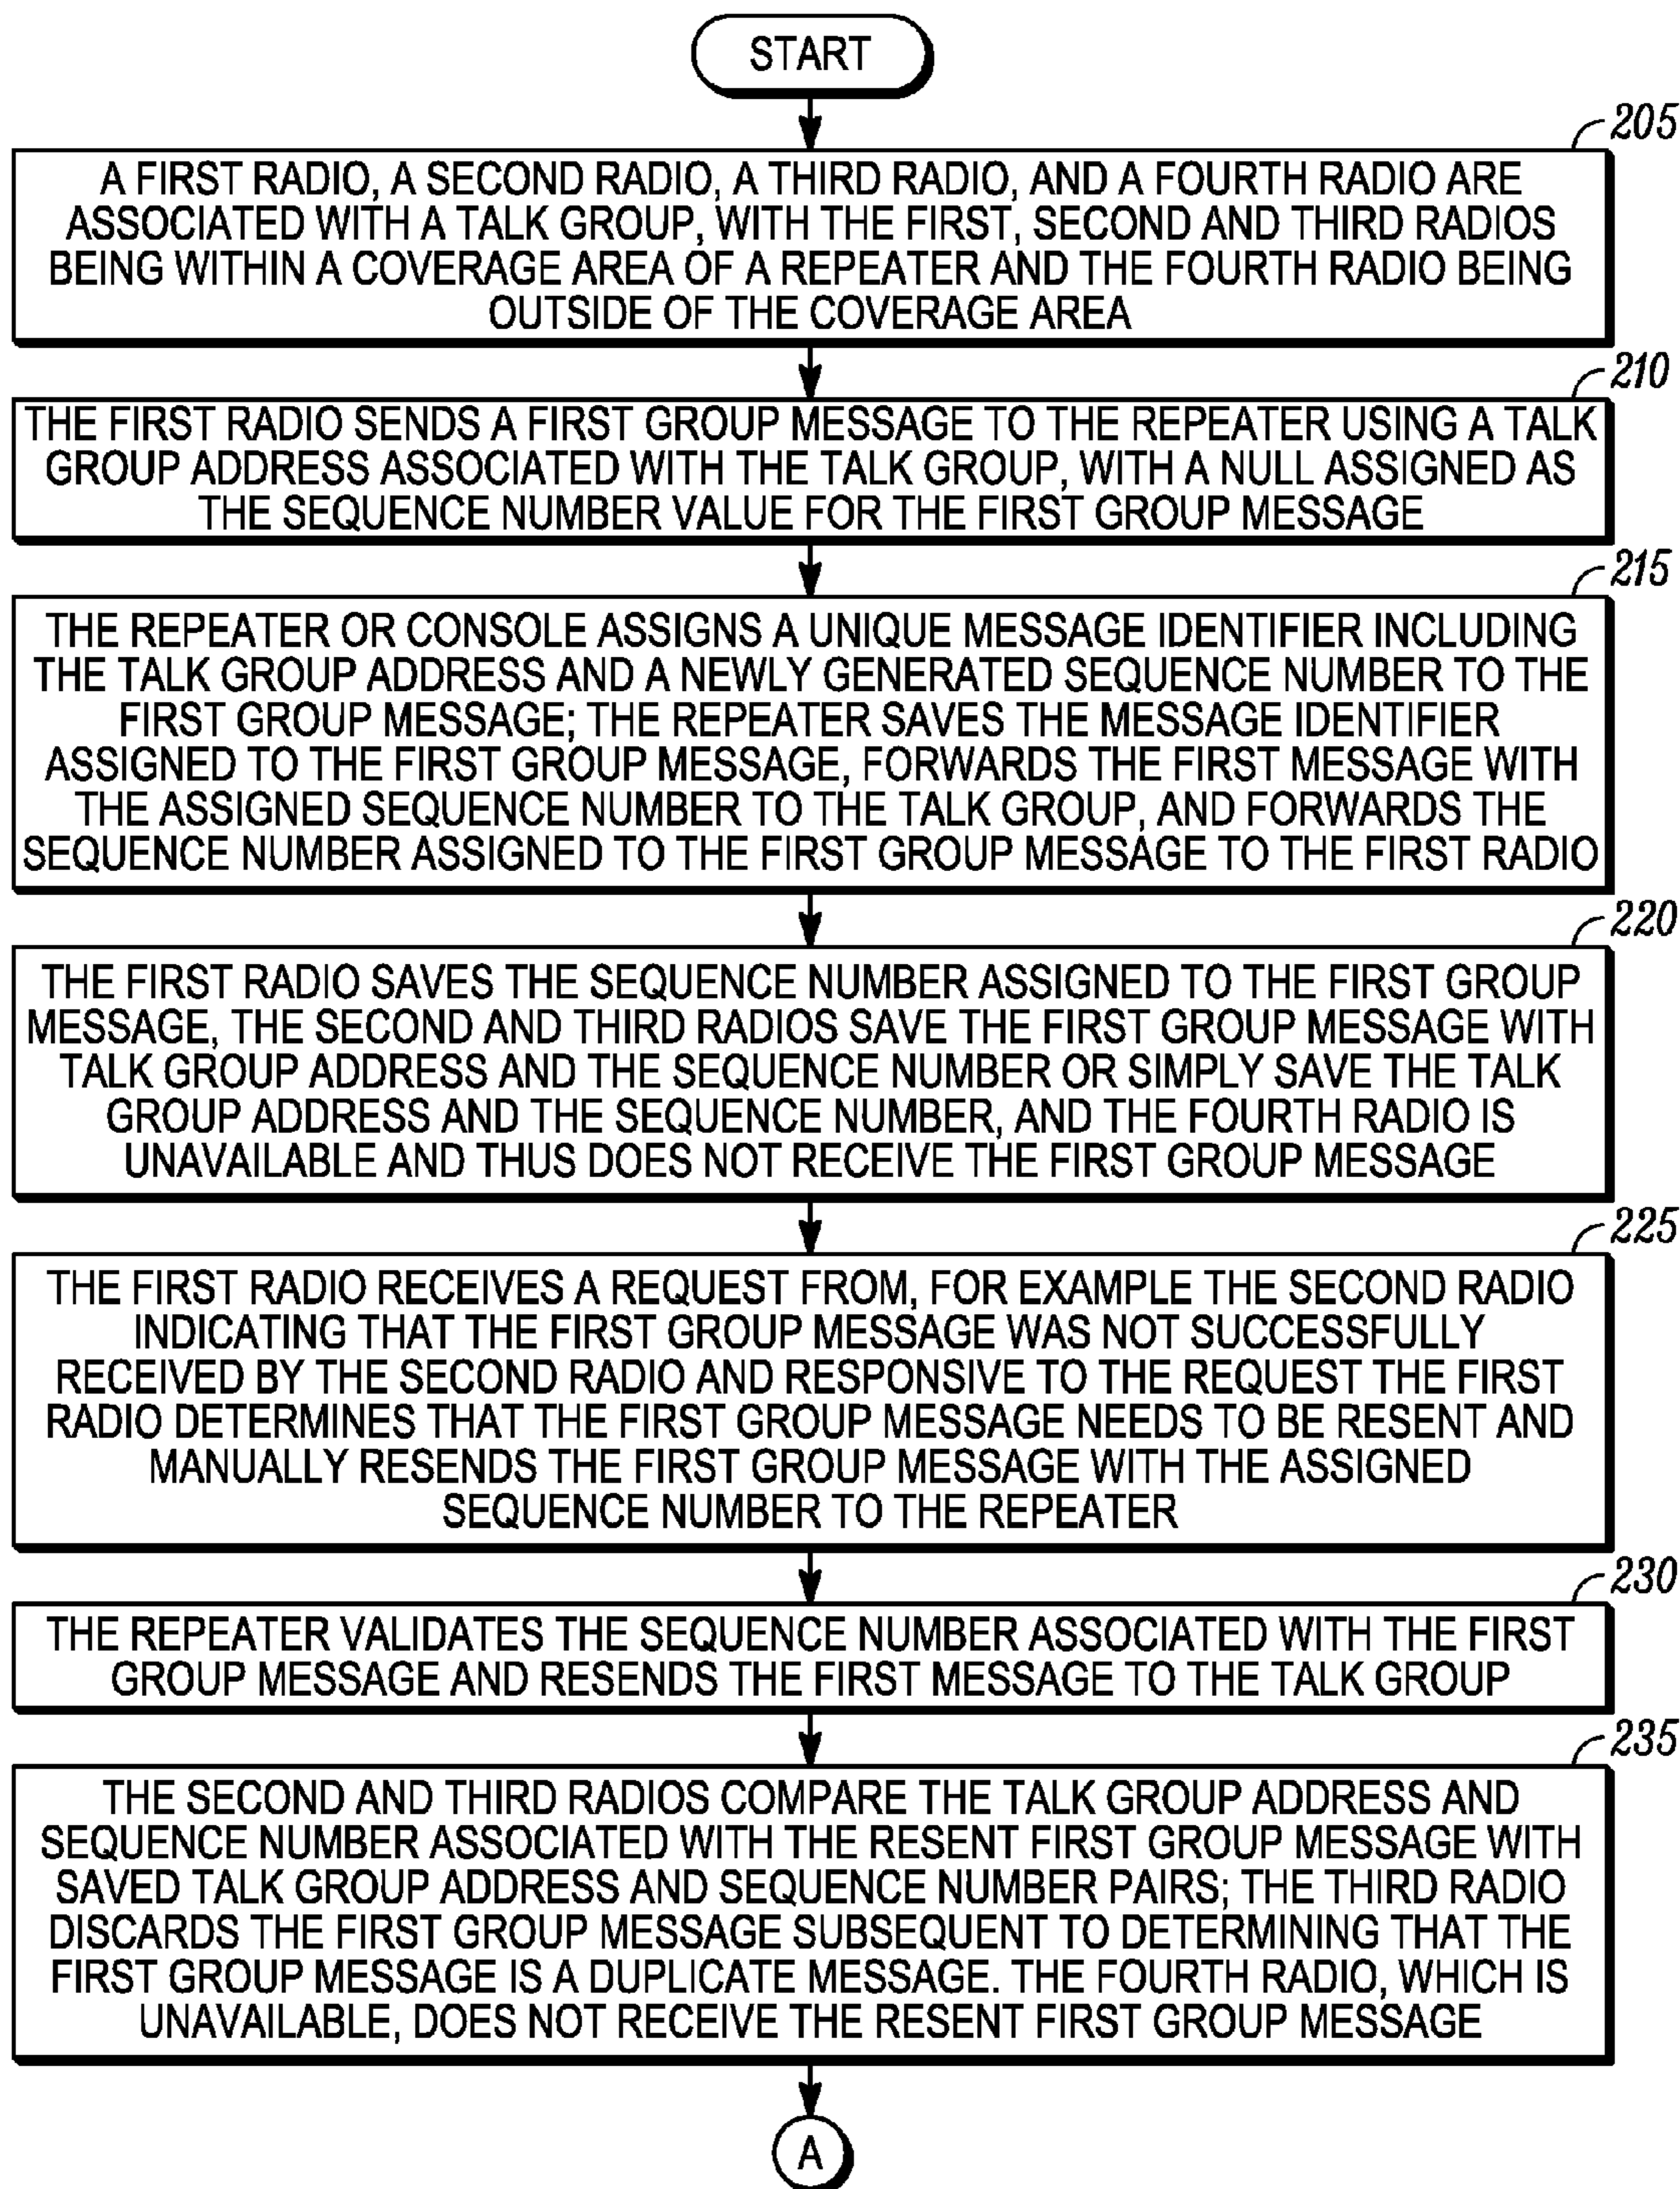 START
205
A FIRST RADIO, A SECOND RADIO, A THIRD RADIO, AND A FOURTH RADIO ARE
ASSOCIATED WITH A TALK GROUP, WITH THE FIRST, SECOND AND THIRD RADIOS
BEING WITHIN A COVERAGE AREA OF A REPEATER AND THE FOURTH RADIO BEING
OUTSIDE OF THE COVERAGE AREA
210
THE FIRST RADIO SENDS A FIRST GROUP MESSAGE TO THE REPEATER USING A TALK
GROUP ADDRESS ASSOCIATED WITH THE TALK GROUP, WITH A NULL ASSIGNED AS
THE SEQUENCE NUMBER VALUE FOR THE FIRST GROUP MESSAGE
215
THE REPEATER OR CONSOLE ASSIGNS A UNIQUE MESSAGE IDENTIFIER INCLUDING
THE TALK GROUP ADDRESS AND A NEWLY GENERATED SEQUENCE NUMBER TO THE
FIRST GROUP MESSAGE; THE REPEATER SAVES THE MESSAGE IDENTIFIER
ASSIGNED TO THE FIRST GROUP MESSAGE, FORWARDS THE FIRST MESSAGE WITH
THE ASSIGNED SEQUENCE NUMBER TO THE TALK GROUP, AND FORWARDS THE
SEQUENCE NUMBER ASSIGNED TO THE FIRST GROUP MESSAGE TO THE FIRST RADIO
220
THE FIRST RADIO SAVES THE SEQUENCE NUMBER ASSIGNED TO THE FIRST GROUP
MESSAGE, THE SECOND AND THIRD RADIOS SAVE THE FIRST GROUP MESSAGE WITH
TALK GROUP ADDRESS AND THE SEQUENCE NUMBER OR SIMPLY SAVE THE TALK
GROUP ADDRESS AND THE SEQUENCE NUMBER, AND THE FOURTH RADIO IS
UNAVAILABLE AND THUS DOES NOT RECEIVE THE FIRST GROUP MESSAGE
225
THE FIRST RADIO RECEIVES A REQUEST FROM, FOR EXAMPLE THE SECOND RADIO
INDICATING THAT THE FIRST GROUP MESSAGE WAS NOT SUCCESSFULLY
RECEIVED BY THE SECOND RADIO AND RESPONSIVE TO THE REQUEST THE FIRST
RADIO DETERMINES THAT THE FIRST GROUP MESSAGE NEEDS TO BE RESENT AND
MANUALLY RESENDS THE FIRST GROUP MESSAGE WITH THE ASSIGNED
SEQUENCE NUMBER TO THE REPEATER
230
THE REPEATER VALIDATES THE SEQUENCE NUMBER ASSOCIATED WITH THE FIRST
GROUP MESSAGE AND RESENDS THE FIRST MESSAGE TO THE TALK GROUP
235
THE SECOND AND THIRD RADIOS COMPARE THE TALK GROUP ADDRESS AND
SEQUENCE NUMBER ASSOCIATED WITH THE RESENT FIRST GROUP MESSAGE WITH
SAVED TALK GROUP ADDRESS AND SEQUENCE NUMBER PAIRS; THE THIRD RADIO
DISCARDS THE FIRST GROUP MESSAGE SUBSEQUENT TO DETERMINING THAT THE
FIRST GROUP MESSAGE IS A DUPLICATE MESSAGE. THE FOURTH RADIO, WHICH IS
UNAVAILABLE, DOES NOT RECEIVE THE RESENT FIRST GROUP MESSAGE
A